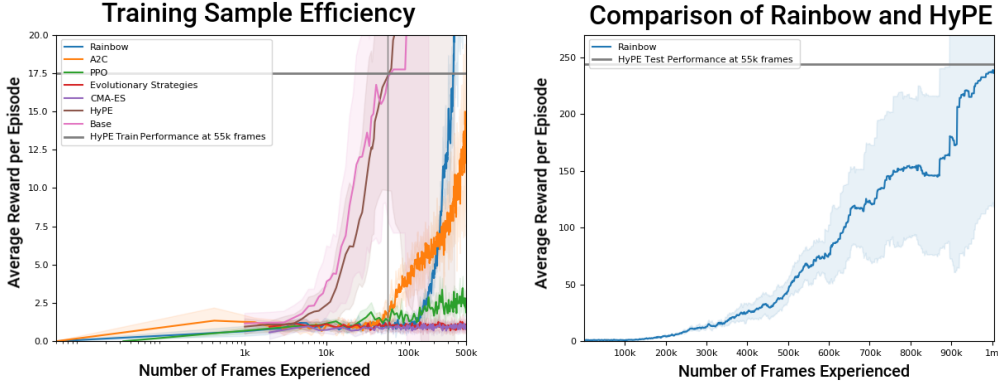 Training Sample Efficiency
Average Reward per Episode
20.0
17.5
15.0
12.5
10.0
7.5
5.0
2.5
0.0
Rainbow
A2C
PPO
Evolutionary Strategies
CMA-ES
HyPE
Base
HyPE Train Performance at 55k frames
1k 10k 100k 500k
Number of Frames Experienced
Comparison of Rainbow and HyPE
Average Reward per Episode
250
200
150
100
50
0
Rainbow
HyPE Test Performance at 55k frames
100k 200k 300k 400k 500k 600k 700k 800k 900k 1m
Number of Frames Experienced